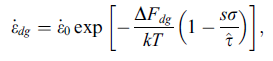 ε̇_dg = ε̇_0 exp [ − ΔF_dg / kT ( 1 − sσ / τ̂ ) ],